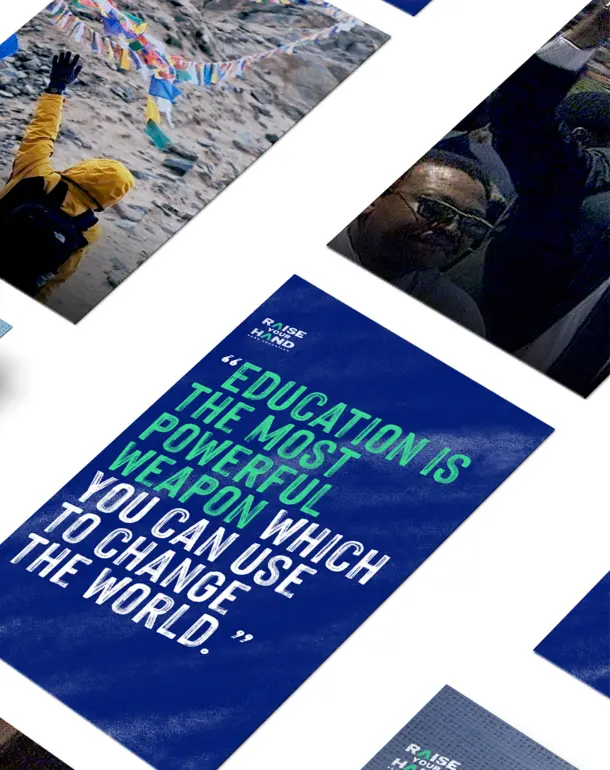 RAISE
YOUR
HAND
“EDUCATION IS
THE MOST
POWERFUL
WEAPON WHICH
YOU CAN USE
TO CHANGE
THE WORLD.”
RAISE
YOUR